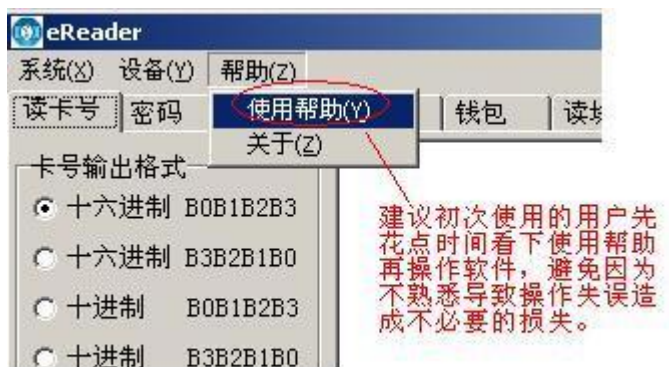 eReader
系统(X) 设备(Y) 帮助(Z)
读卡号 密码 钱包
使用帮助(Y)
关于(Z)
卡号输出格式
十六进制 B0B1B2B3
十六进制 B3B2B1B0
十进制 B0B1B2B3
十进制 B3B2B1B0
建议初次使用的用户先
花点时间看下使用帮助
再操作软件，避免因为
不熟悉导致操作失误造
成不必要的损失。